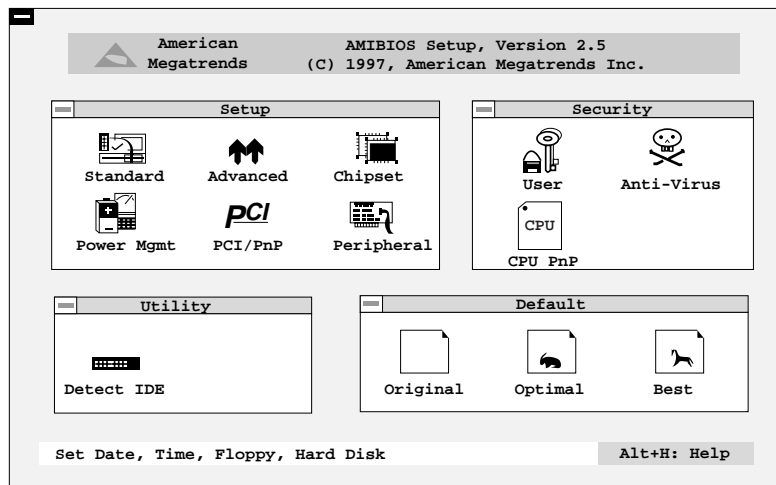 American
Megatrends
AMIBIOS Setup, Version 2.5
(C) 1997, American Megatrends Inc.
Setup
Standard
Advanced
Chipset
Power Mgmt
PCI
PCI/PnP
Peripheral
Security
User
Anti-Virus
CPU
CPU PnP
Utility
Detect IDE
Default
Original
Optimal
Best
Set Date, Time, Floppy, Hard Disk
Alt+H: Help